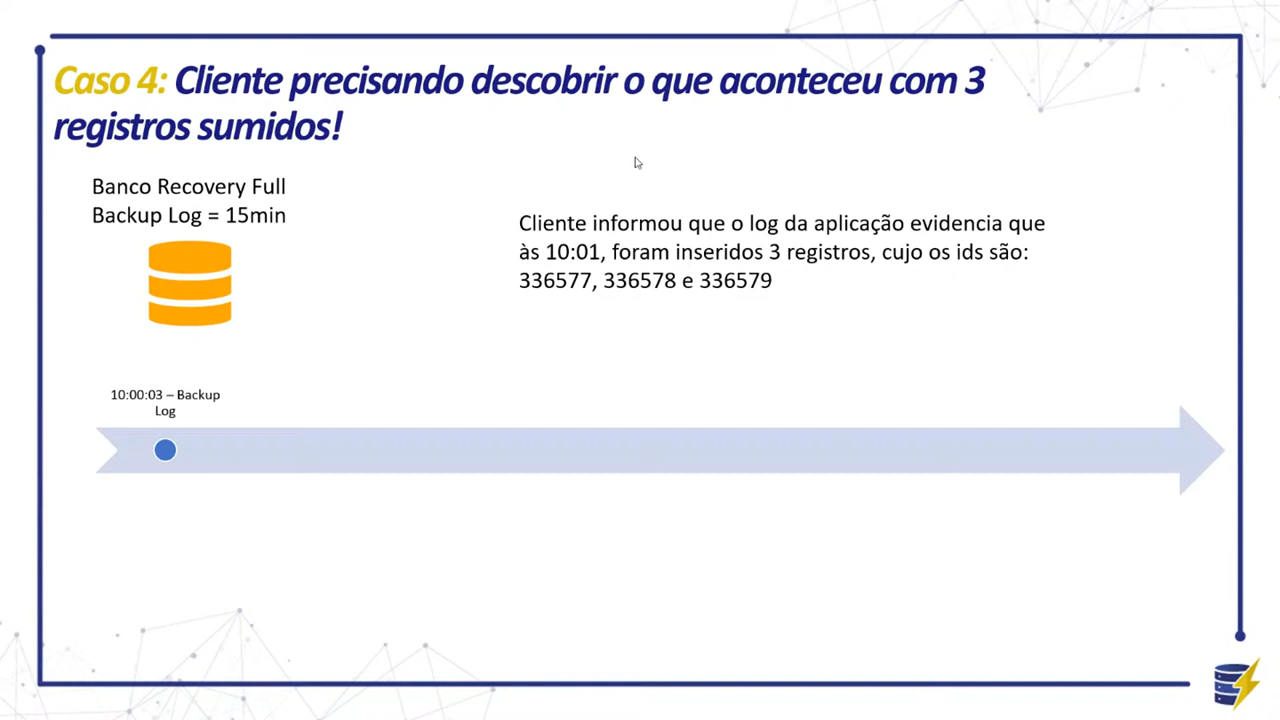 Caso 4: Cliente precisando descobrir o que aconteceu com 3
registros sumidos!
Banco Recovery Full
Backup Log = 15min
Cliente informou que o log da aplicação evidencia que
às 10:01, foram inseridos 3 registros, cujo os ids são:
336577, 336578 e 336579
10:00:03 – Backup
Log